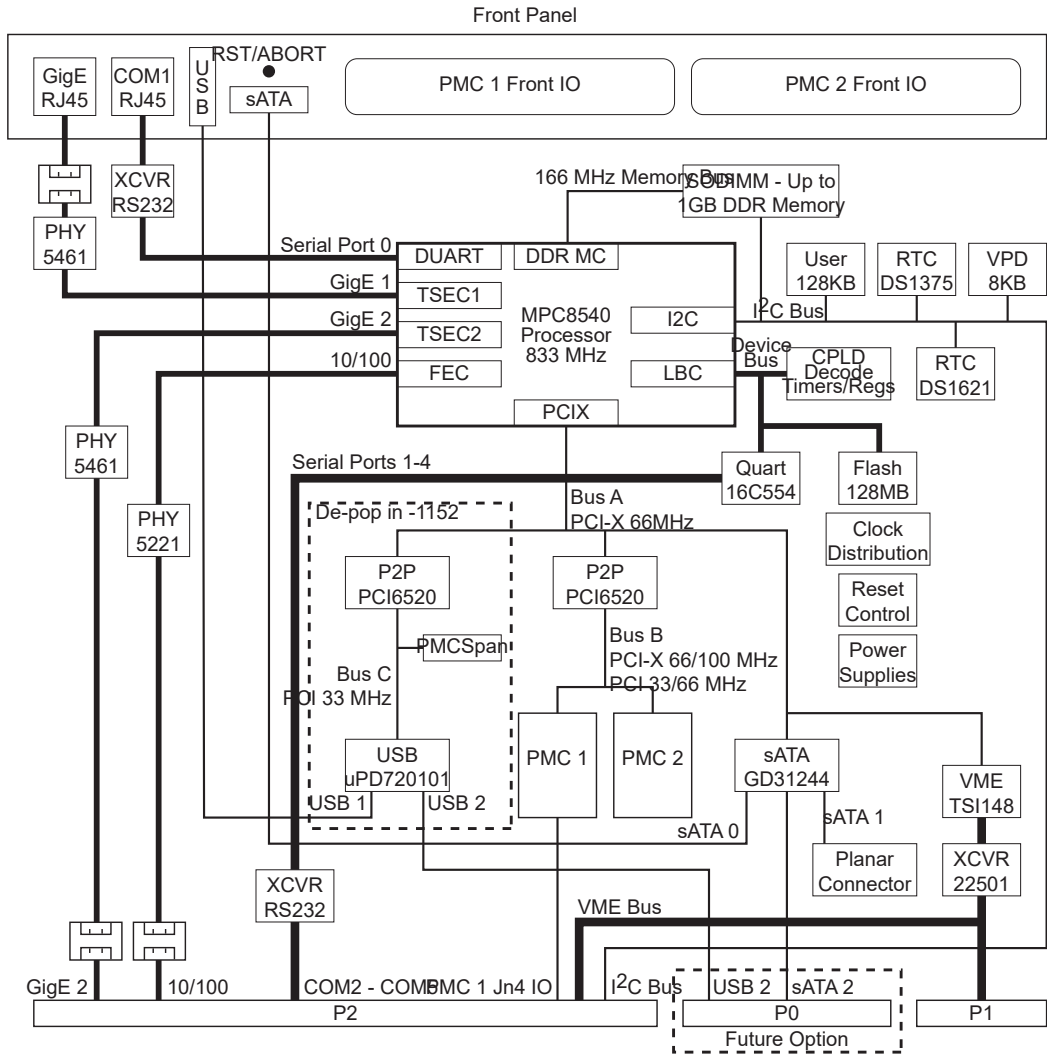 Front Panel
GigE
RJ45
COM1
RJ45
U
S
B
RST/ABORT
sATA
PMC 1 Front IO
PMC 2 Front IO
XCVR
RS232
PHY
5461
166 MHz Memory Bus
SODIMM - Up to
1GB DDR Memory
Serial Port 0
GigE 1
GigE 2
10/100
DUART
DDR MC
TSEC1
TSEC2
FEC
MPC8540
Processor
833 MHz
I2C
LBC
PCIX
User
128KB
RTC
DS1375
VPD
8KB
I2C Bus
Device
Bus
CPLD
Decode
Timers/Regs
RTC
DS1621
PHY
5461
PHY
5221
Serial Ports 1-4
Quart
16C554
Flash
128MB
Bus A
PCI-X 66MHz
De-pop in -1152
Clock
Distribution
P2P
PCI6520
P2P
PCI6520
Reset
Control
PMCSpan
Bus B
PCI-X 66/100 MHz
PCI 33/66 MHz
Power
Supplies
Bus C
PCI 33 MHz
USB
uPD720101
PMC 1
PMC 2
sATA
GD31244
VME
TSI148
USB 1
USB 2
sATA 0
sATA 1
Planar
Connector
XCVR
22501
XCVR
RS232
VME Bus
GigE 2
10/100
COM2 - COM5
PMC 1 Jn4 IO
I2C Bus
USB 2
sATA 2
P2
P0
P1
Future Option